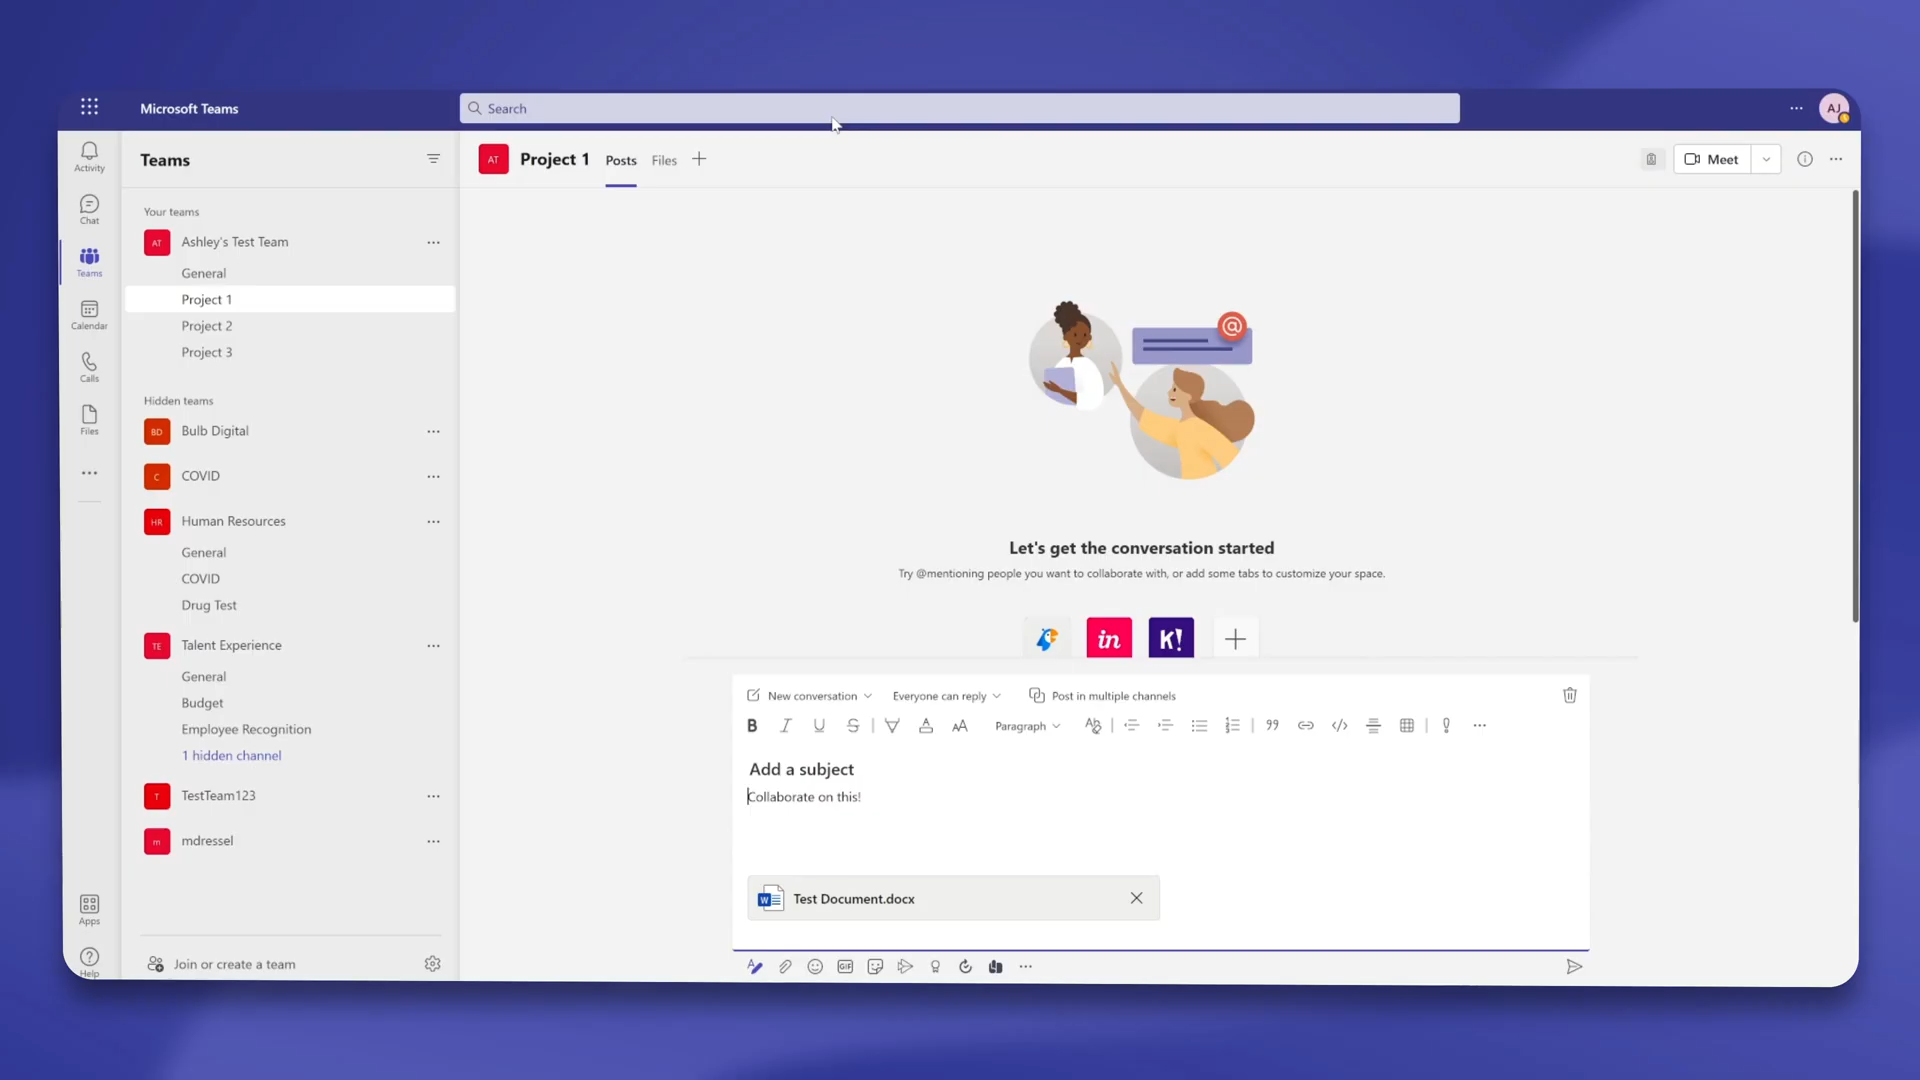 Microsoft Teams
Search
AJ
Activity
Chat
Teams
Calendar
Calls
Files
Apps
Help
Teams
Your teams
AT Ashley's Test Team
General
Project 1
Project 2
Project 3
Hidden teams
BD Bulb Digital
C COVID
HR Human Resources
General
COVID
Drug Test
TE Talent Experience
General
Budget
Employee Recognition
1 hidden channel
T TestTeam123
m mdressel
Join or create a team
AT Project 1 Posts Files
Meet
@
Let's get the conversation started
Try @mentioning people you want to collaborate with, or add some tabs to customize your space.
in K!
New conversation Everyone can reply Post in multiple channels
B I U S A AA Paragraph Ab 99 </>
Add a subject
Collaborate on this!
W Test Document.docx
A GIF